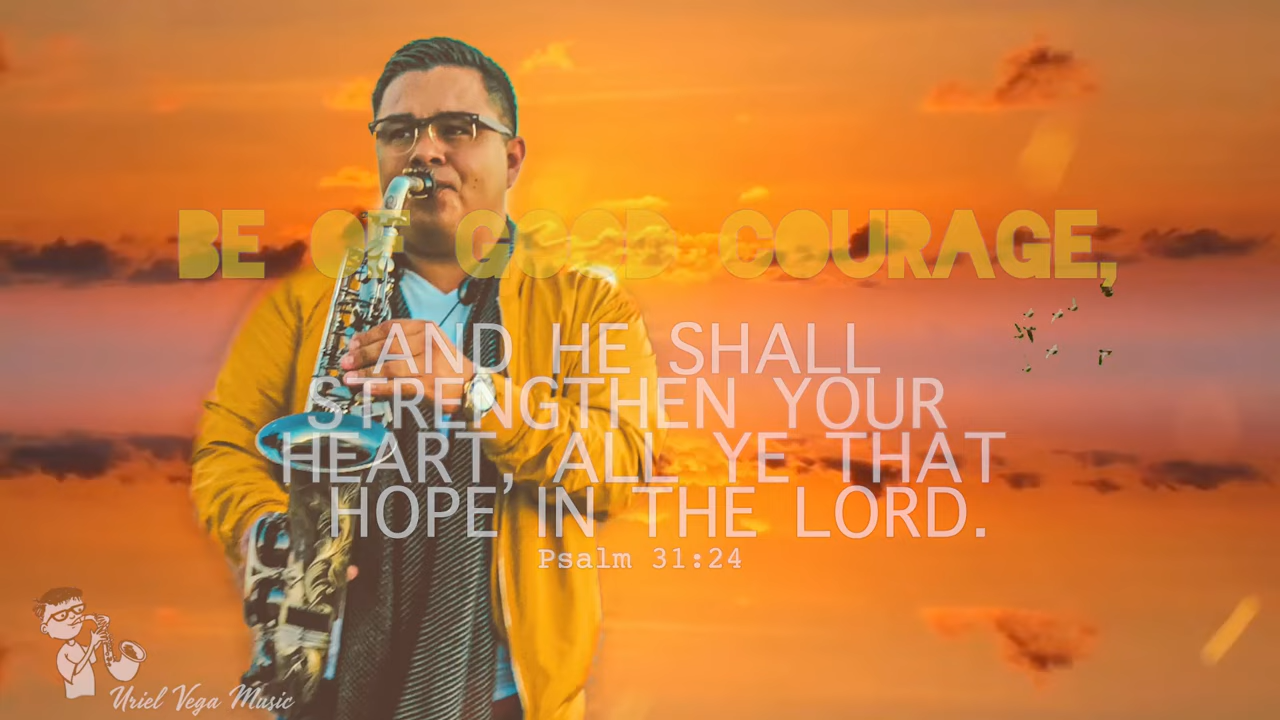 BE OF GOOD COURAGE,
AND HE SHALL
STRENGTHEN YOUR
HEART, ALL YE THAT
HOPE IN THE LORD.
Psalm 31:24
Uriel Vega Music